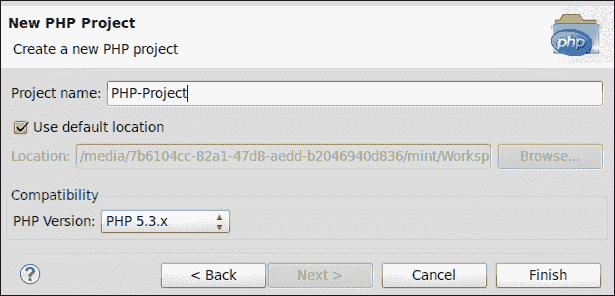 New PHP Project
Create a new PHP project
php
Project name: PHP-Project
Use default location
Location: /media/7b6104cc-82a1-47d8-aedd-b2046940d836/mint/Worksp Browse...
Compatibility
PHP Version: PHP 5.3.x
? < Back Next > Cancel Finish